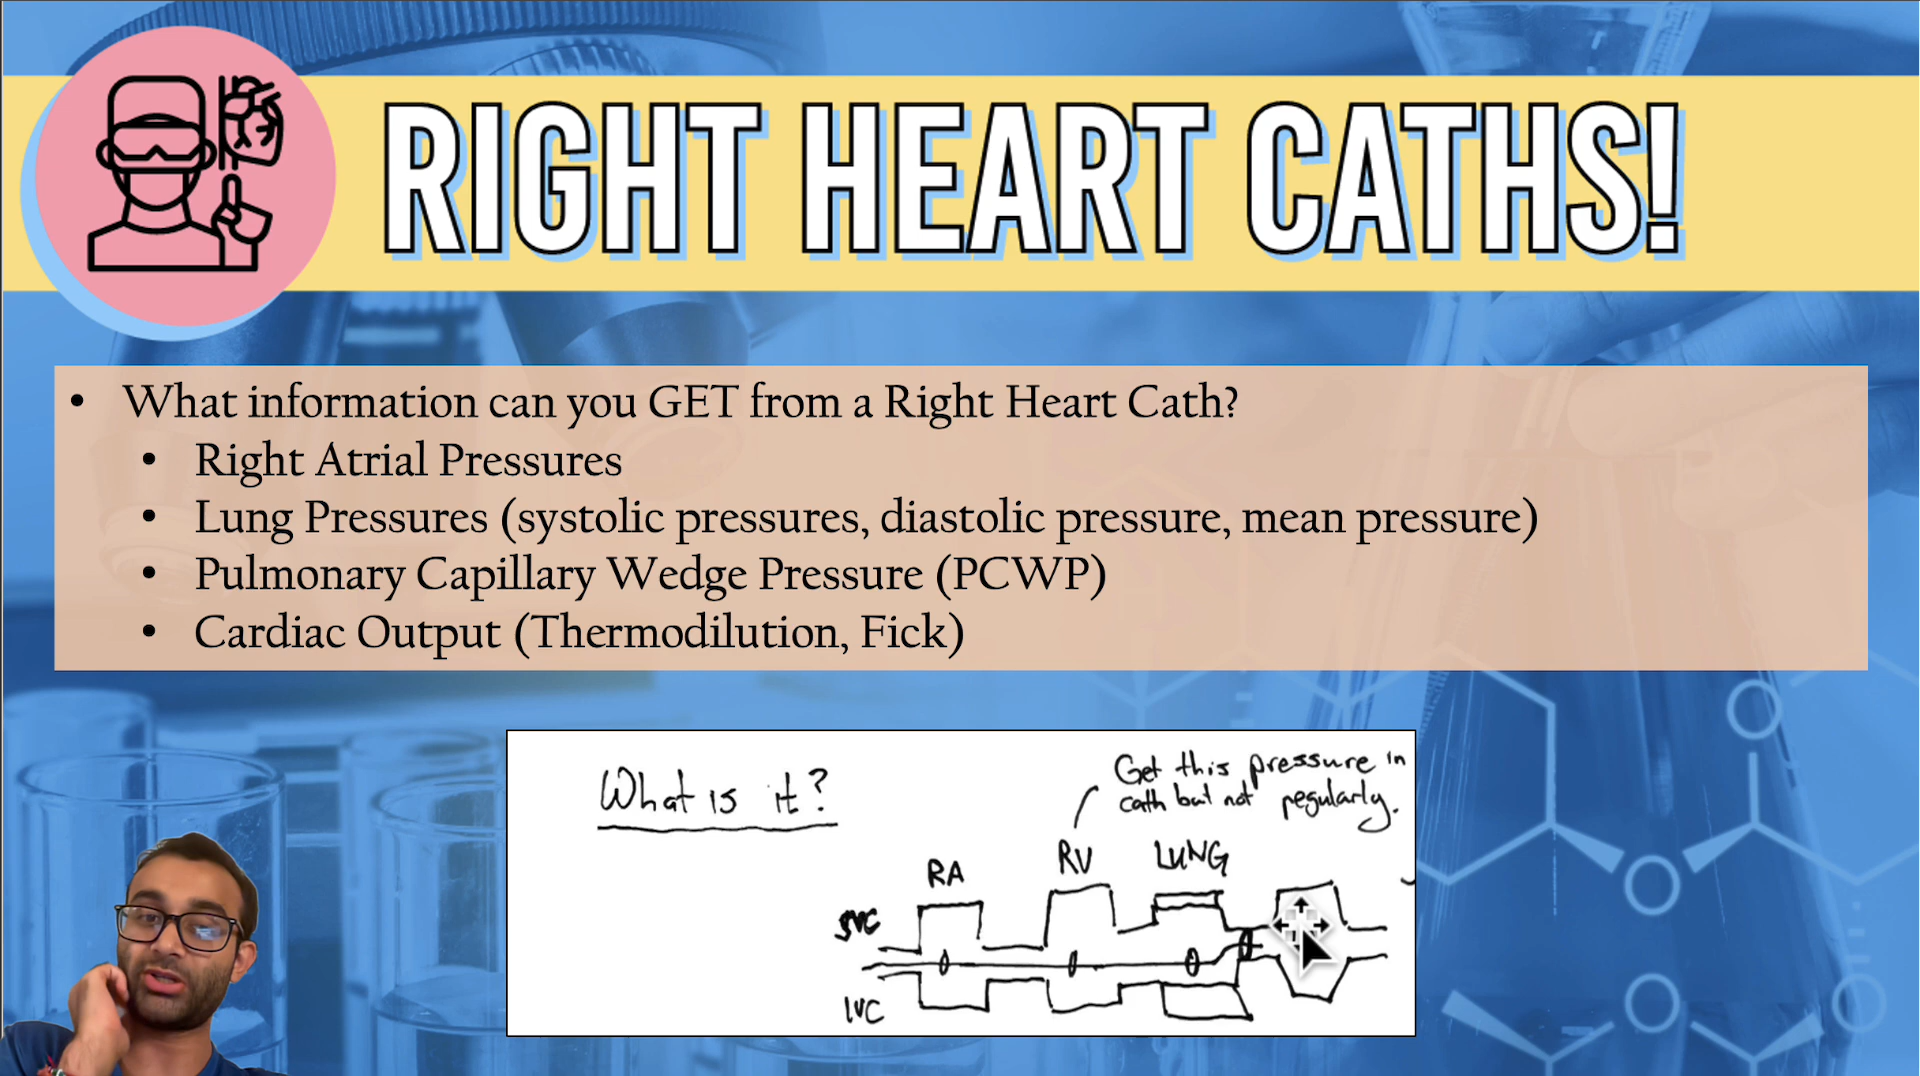 RIGHT HEART CATHS!
• What information can you GET from a Right Heart Cath?
• Right Atrial Pressures
• Lung Pressures (systolic pressures, diastolic pressure, mean pressure)
• Pulmonary Capillary Wedge Pressure (PCWP)
• Cardiac Output (Thermodilution, Fick)
What is it?
Get this pressure in
cath but not regularly.
RA
RV
LUNG
SVC
IVC